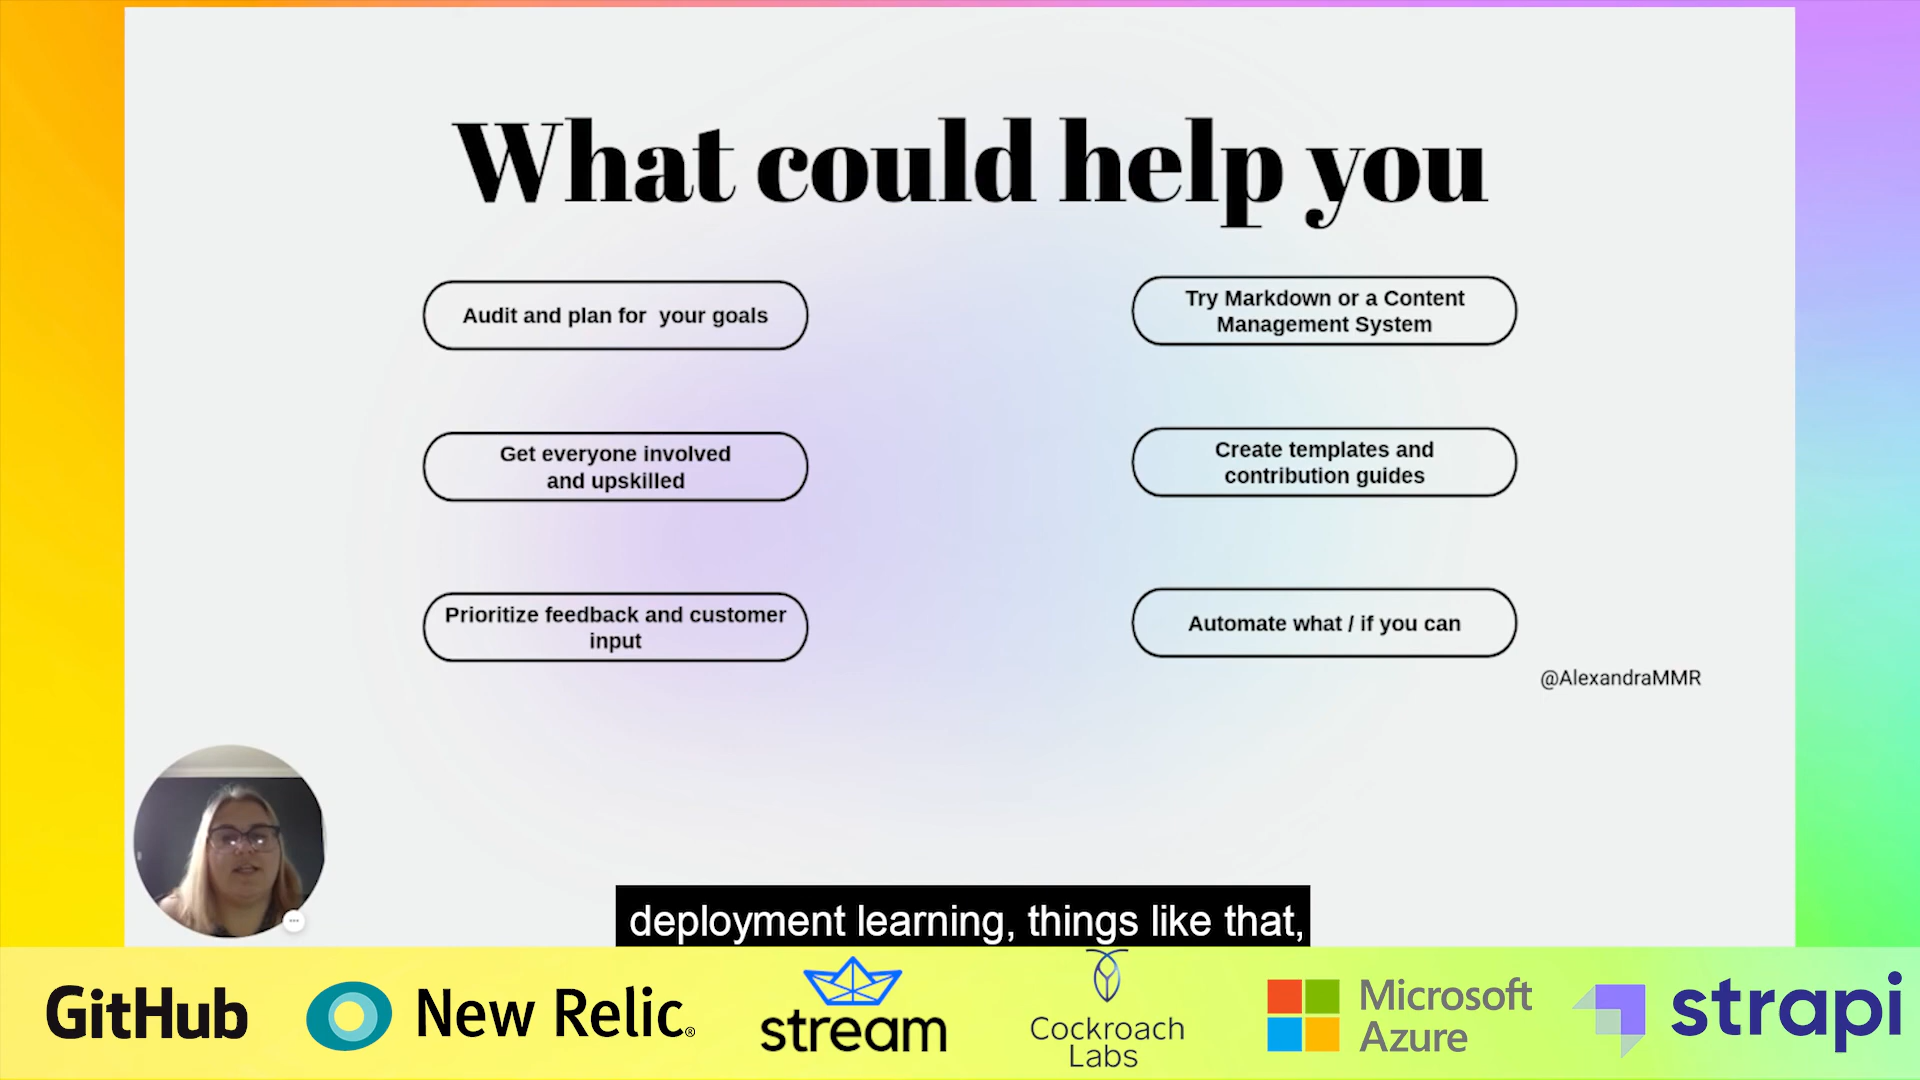 What could help you
Audit and plan for your goals
Try Markdown or a Content
Management System
Get everyone involved
and upskilled
Create templates and
contribution guides
Prioritize feedback and customer
input
Automate what / if you can
@AlexandraMMR
deployment learning, things like that,
GitHub
New Relic®
stream
Cockroach
Labs
Microsoft
Azure
strapi